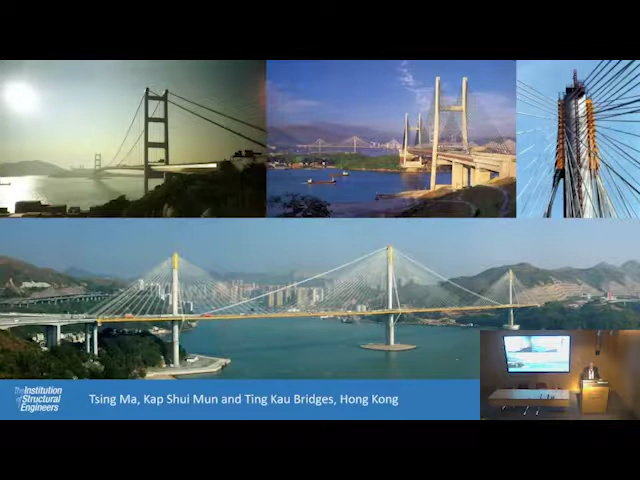 The Institution
of Structural
Engineers
Tsing Ma, Kap Shui Mun and Ting Kau Bridges, Hong Kong